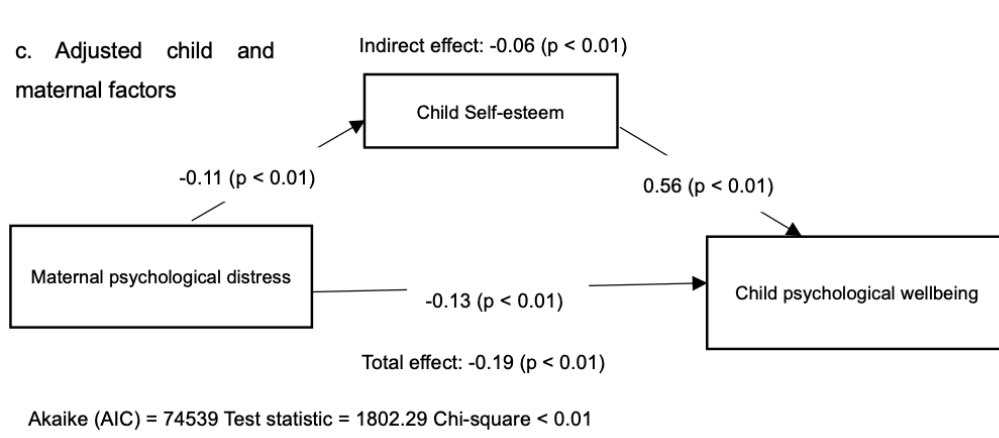 c. Adjusted child and
maternal factors
Indirect effect: -0.06 (p < 0.01)
Child Self-esteem
-0.11 (p < 0.01)
0.56 (p < 0.01)
Maternal psychological distress
-0.13 (p < 0.01)
Child psychological wellbeing
Total effect: -0.19 (p < 0.01)
Akaike (AIC) = 74539 Test statistic = 1802.29 Chi-square < 0.01